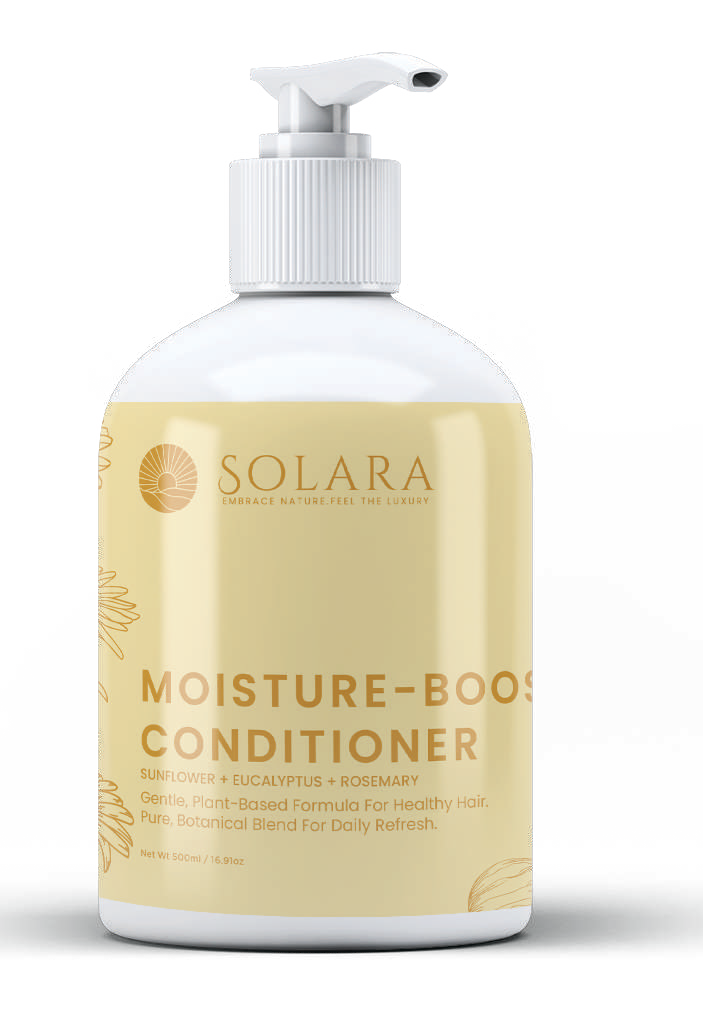 SOLARA
EMBRACE NATURE.FEEL THE LUXURY
MOISTURE-BOOS
CONDITIONER
SUNFLOWER + EUCALYPTUS + ROSEMARY
Gentle, Plant-Based Formula For Healthy Hair.
Pure, Botanical Blend For Daily Refresh.
Net Wt 500ml / 16.91oz